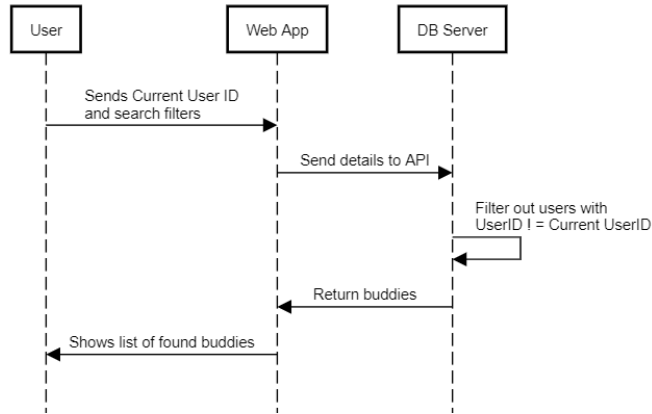 User
Web App
DB Server
Sends Current User ID
and search filters
Send details to API
Filter out users with
UserID ! = Current UserID
Return buddies
Shows list of found buddies